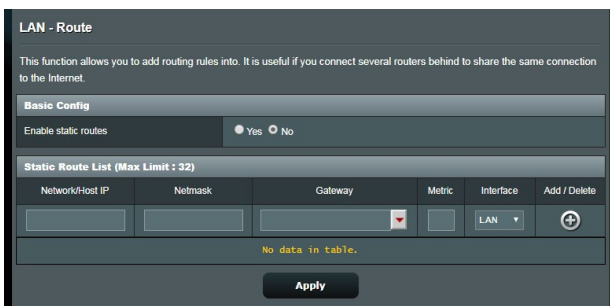 LAN - Route
This function allows you to add routing rules into. It is useful if you connect several routers behind to share the same connection
to the Internet.
Basic Config
Enable static routes Yes No
Static Route List (Max Limit : 32)
Network/Host IP Netmask Gateway Metric Interface Add / Delete
LAN
No data in table.
Apply